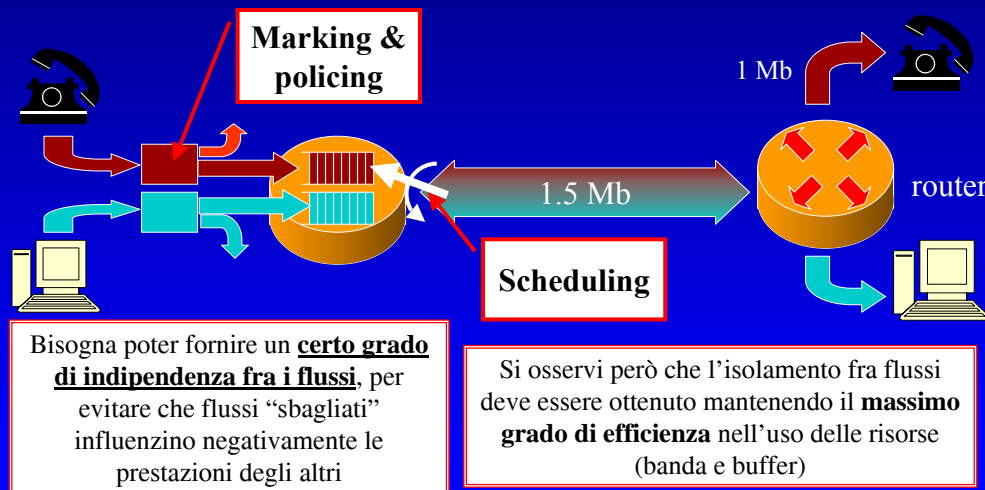 Marking &
policing
1 Mb
1.5 Mb
router
Scheduling
Bisogna poter fornire un certo grado
di indipendenza fra i flussi, per
evitare che flussi “sbagliati”
influenzino negativamente le
prestazioni degli altri
Si osservi però che l’isolamento fra flussi
deve essere ottenuto mantenendo il massimo
grado di efficienza nell’uso delle risorse
(banda e buffer)